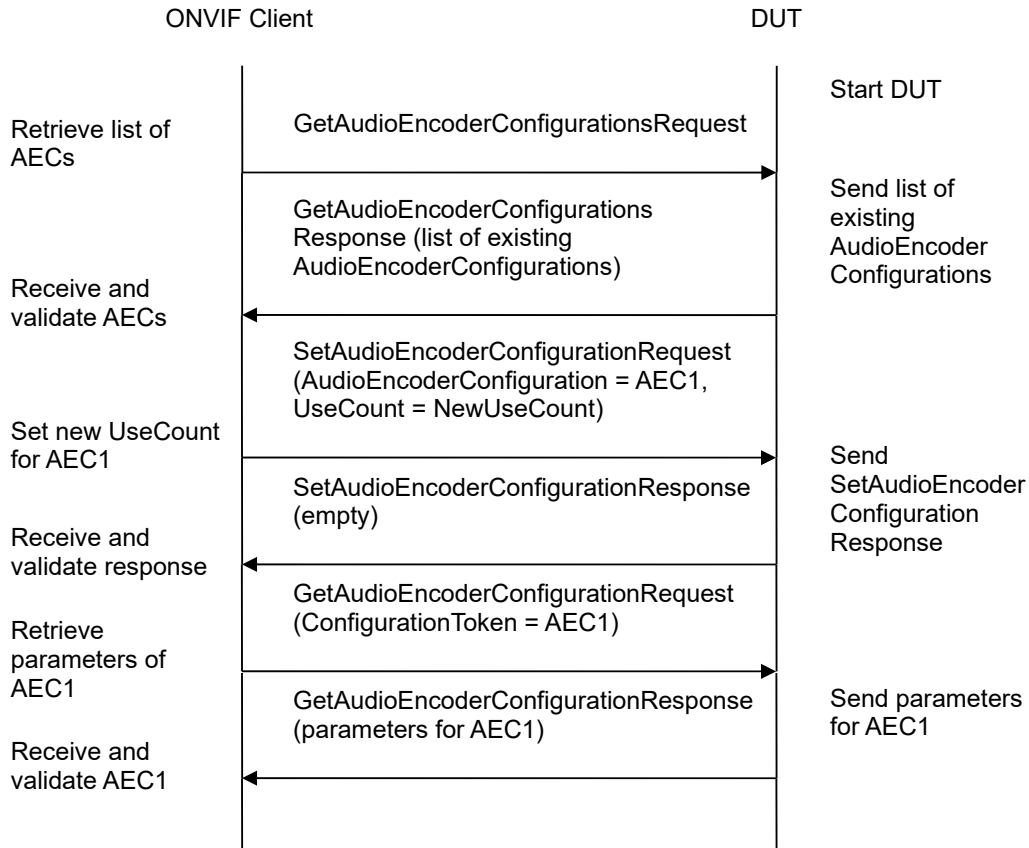 ONVIF Client
DUT
Start DUT
Retrieve list of
AECs
GetAudioEncoderConfigurationsRequest
Send list of
existing
AudioEncoder
Configurations
GetAudioEncoderConfigurations
Response (list of existing
AudioEncoderConfigurations)
Receive and
validate AECs
SetAudioEncoderConfigurationRequest
(AudioEncoderConfiguration = AEC1,
UseCount = NewUseCount)
Set new UseCount
for AEC1
Send
SetAudioEncoder
Configuration
Response
SetAudioEncoderConfigurationResponse
(empty)
Receive and
validate response
GetAudioEncoderConfigurationRequest
(ConfigurationToken = AEC1)
Retrieve
parameters of
AEC1
GetAudioEncoderConfigurationResponse
(parameters for AEC1)
Send parameters
for AEC1
Receive and
validate AEC1